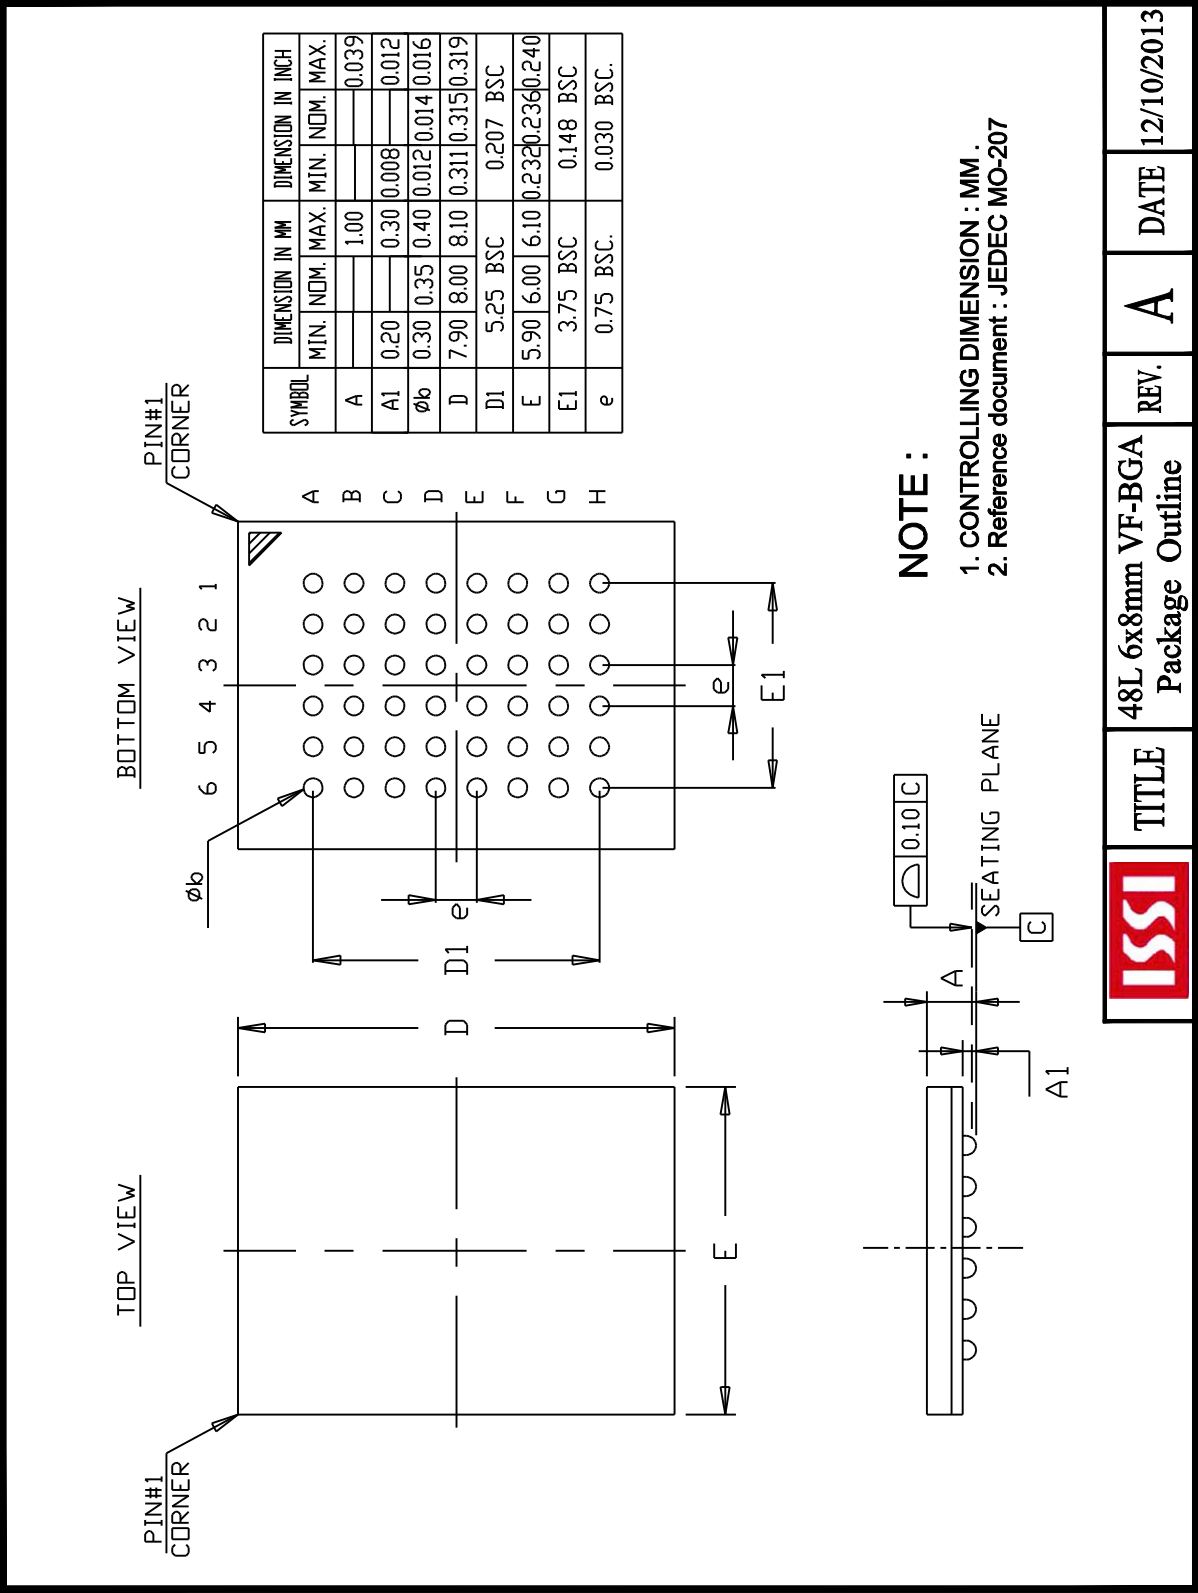 TOP VIEW
BOTTOM VIEW
PIN#1
CORNER
PIN#1
CORNER
6 5 4 3 2 1
A
B
C
D
E
F
G
H
øb
e
D1
D
e
E1
E
SYMBOL DIMENSION IN MM DIMENSION IN INCH
MIN. NOM. MAX. MIN. NOM. MAX.
A 1.00 0.039
A1 0.20 0.30 0.008 0.012
øb 0.30 0.35 0.40 0.012 0.014 0.016
D 7.90 8.00 8.10 0.311 0.315 0.319
D1 5.25 BSC 0.207 BSC
E 5.90 6.00 6.10 0.232 0.236 0.240
E1 3.75 BSC 0.148 BSC
e 0.75 BSC. 0.030 BSC.
A
A1
0.10 C
SEATING PLANE
C
NOTE :
1. CONTROLLING DIMENSION : MM .
2. Reference document : JEDEC MO-207
ISSI
TITLE
48L 6x8mm VF-BGA
Package Outline
REV.
A
DATE
12/10/2013